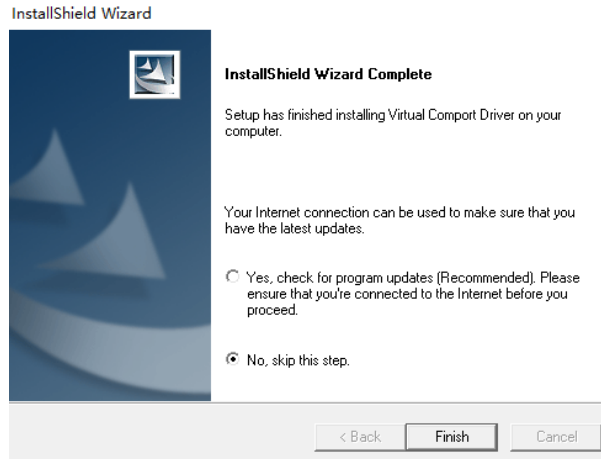 InstallShield Wizard
InstallShield Wizard Complete
Setup has finished installing Virtual Comport Driver on your
computer.
Your Internet connection can be used to make sure that you
have the latest updates.
Yes, check for program updates (Recommended). Please
ensure that you're connected to the Internet before you
proceed.
No, skip this step.
< Back
Finish
Cancel